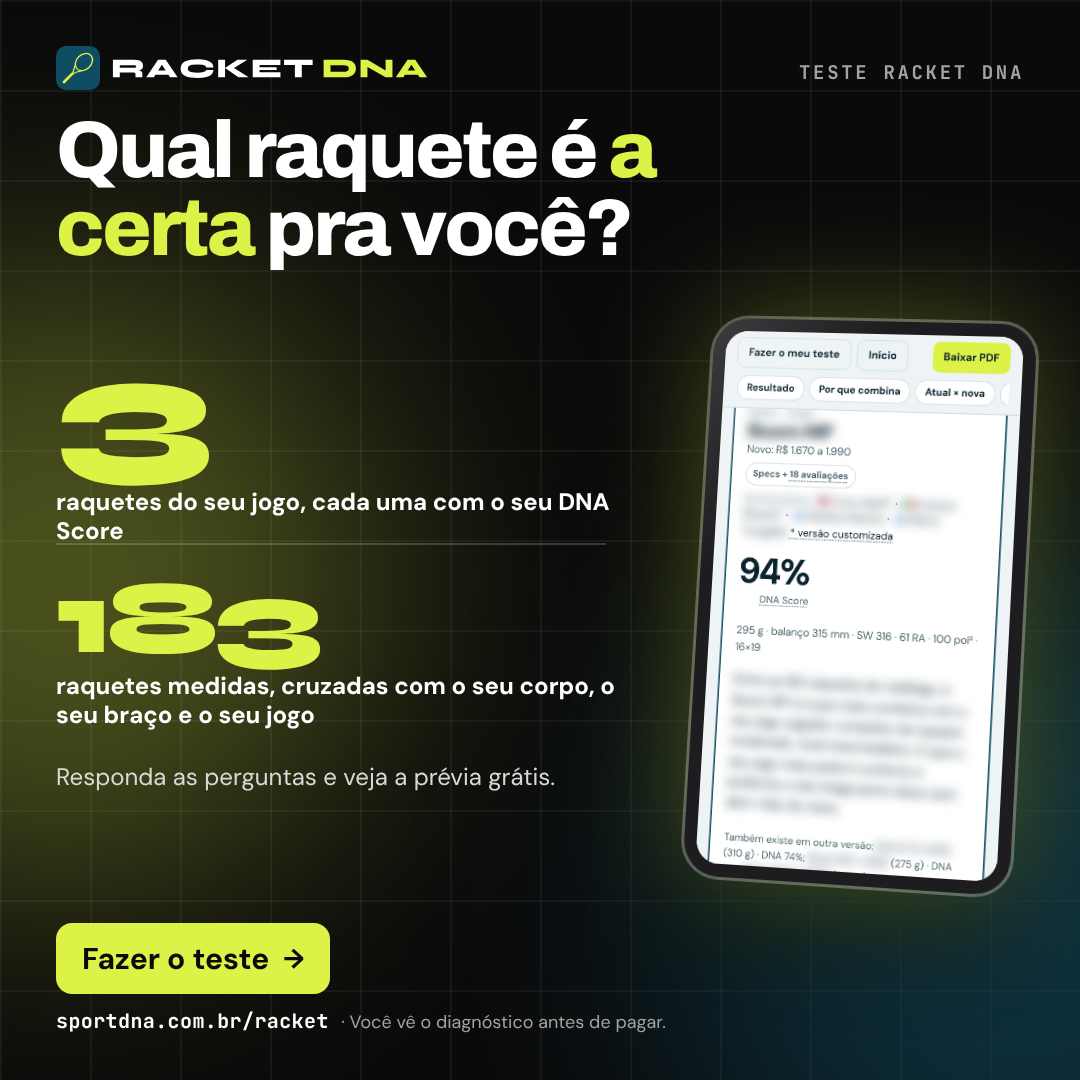 RACKET DNA
TESTE RACKET DNA
Qual raquete é a
certa pra você?
3
raquetes do seu jogo, cada uma com o seu DNA
Score
183
raquetes medidas, cruzadas com o seu corpo, o
seu braço e o seu jogo
Responda as perguntas e veja a prévia grátis.
Fazer o teste →
sportdna.com.br/racket · Você vê o diagnóstico antes de pagar.
Fazer o meu teste
Início
Baixar PDF
Resultado
Por que combina
Atual × nova
Novo: R$ 1.670 a 1.990
Specs + 18 avaliações
* versão customizada
94%
DNA Score
295 g · balanço 315 mm · SW 316 · 61 RA · 100 pol² ·
16×19
Também existe em outra versão:
(310 g) · DNA 74%; (275 g) · DNA